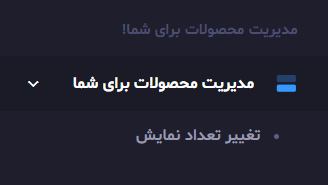 مدیریت محصولات برای شما!
مدیریت محصولات برای شما
تغییر تعداد نمایش